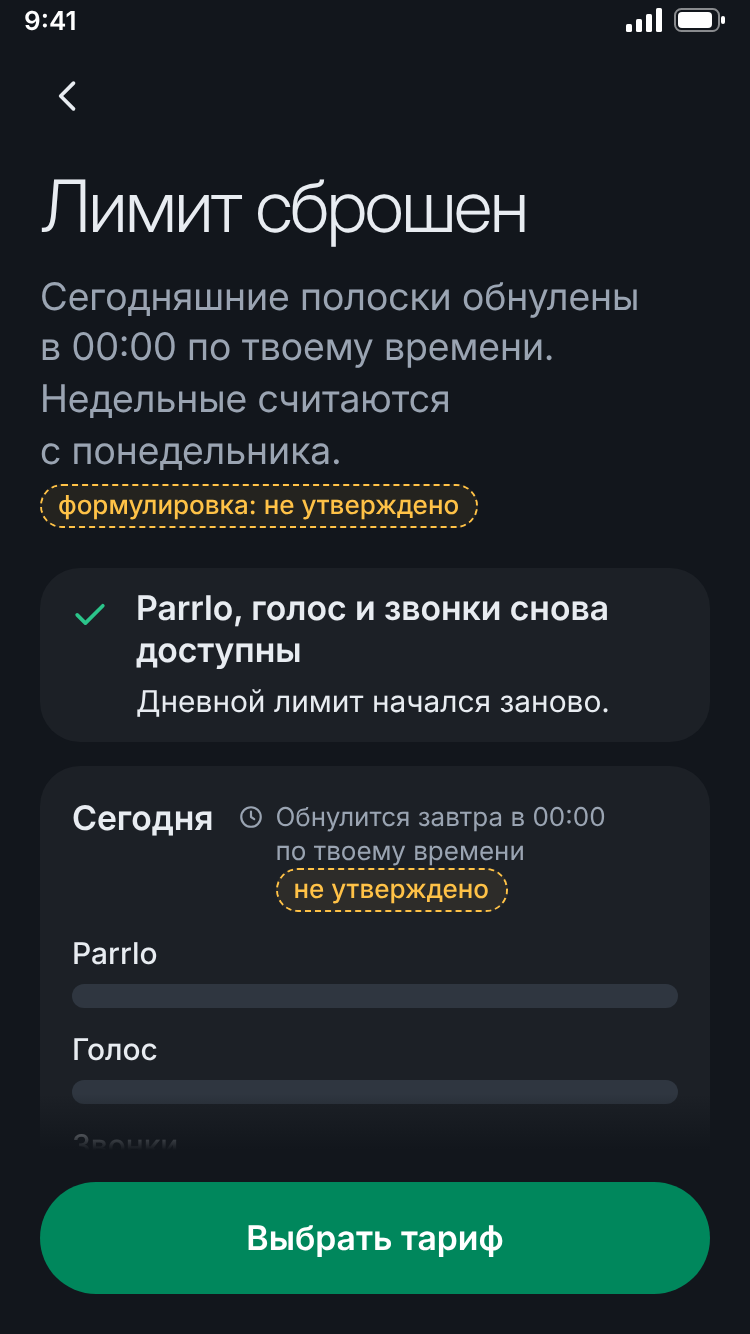 9:41
Лимит сброшен
Сегодняшние полоски обнулены
в 00:00 по твоему времени.
Недельные считаются
с понедельника.
формулировка: не утверждено
Parrlo, голос и звонки снова
доступны
Дневной лимит начался заново.
Сегодня
Обнулится завтра в 00:00
по твоему времени
не утверждено
Parrlo
Голос
Звонки
Выбрать тариф